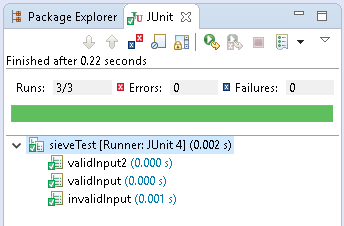 Package Explorer JUnit
Finished after 0.22 seconds
Runs: 3/3 Errors: 0 Failures: 0
sieveTest [Runner: JUnit 4] (0.002 s)
validInput2 (0.000 s)
validInput (0.000 s)
invalidInput (0.001 s)